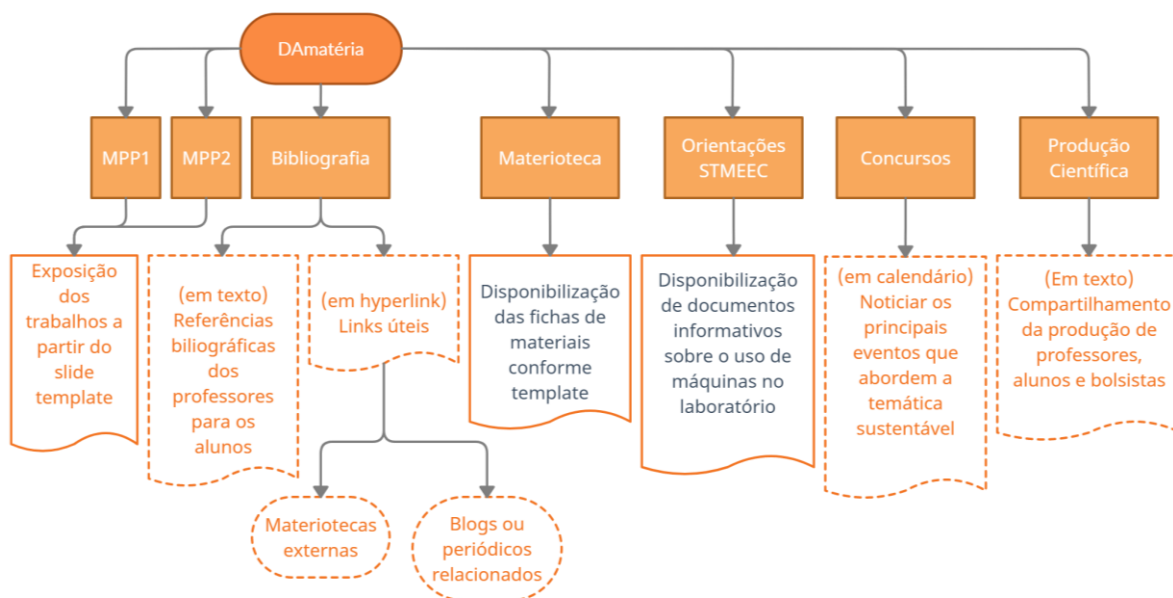 DAmatéria
MPP1
MPP2
Bibliografia
Materioteca
Orientações
STMEEC
Concursos
Produção
Científica
Exposição
dos
trabalhos a
partir do
slide
template
(em texto)
Referências
biliográficas
dos
professores
para os
alunos
(em hyperlink)
Links úteis
Disponibilização
das fichas de
materiais
conforme
template
Disponibilização
de documentos
informativos
sobre o uso de
máquinas no
laboratório
(em calendário)
Noticiar os
principais
eventos que
abordem a
temática
sustentável
(Em texto)
Compartilhamento
da produção de
professores,
alunos e bolsistas
Materiotecas
externas
Blogs ou
periódicos
relacionados